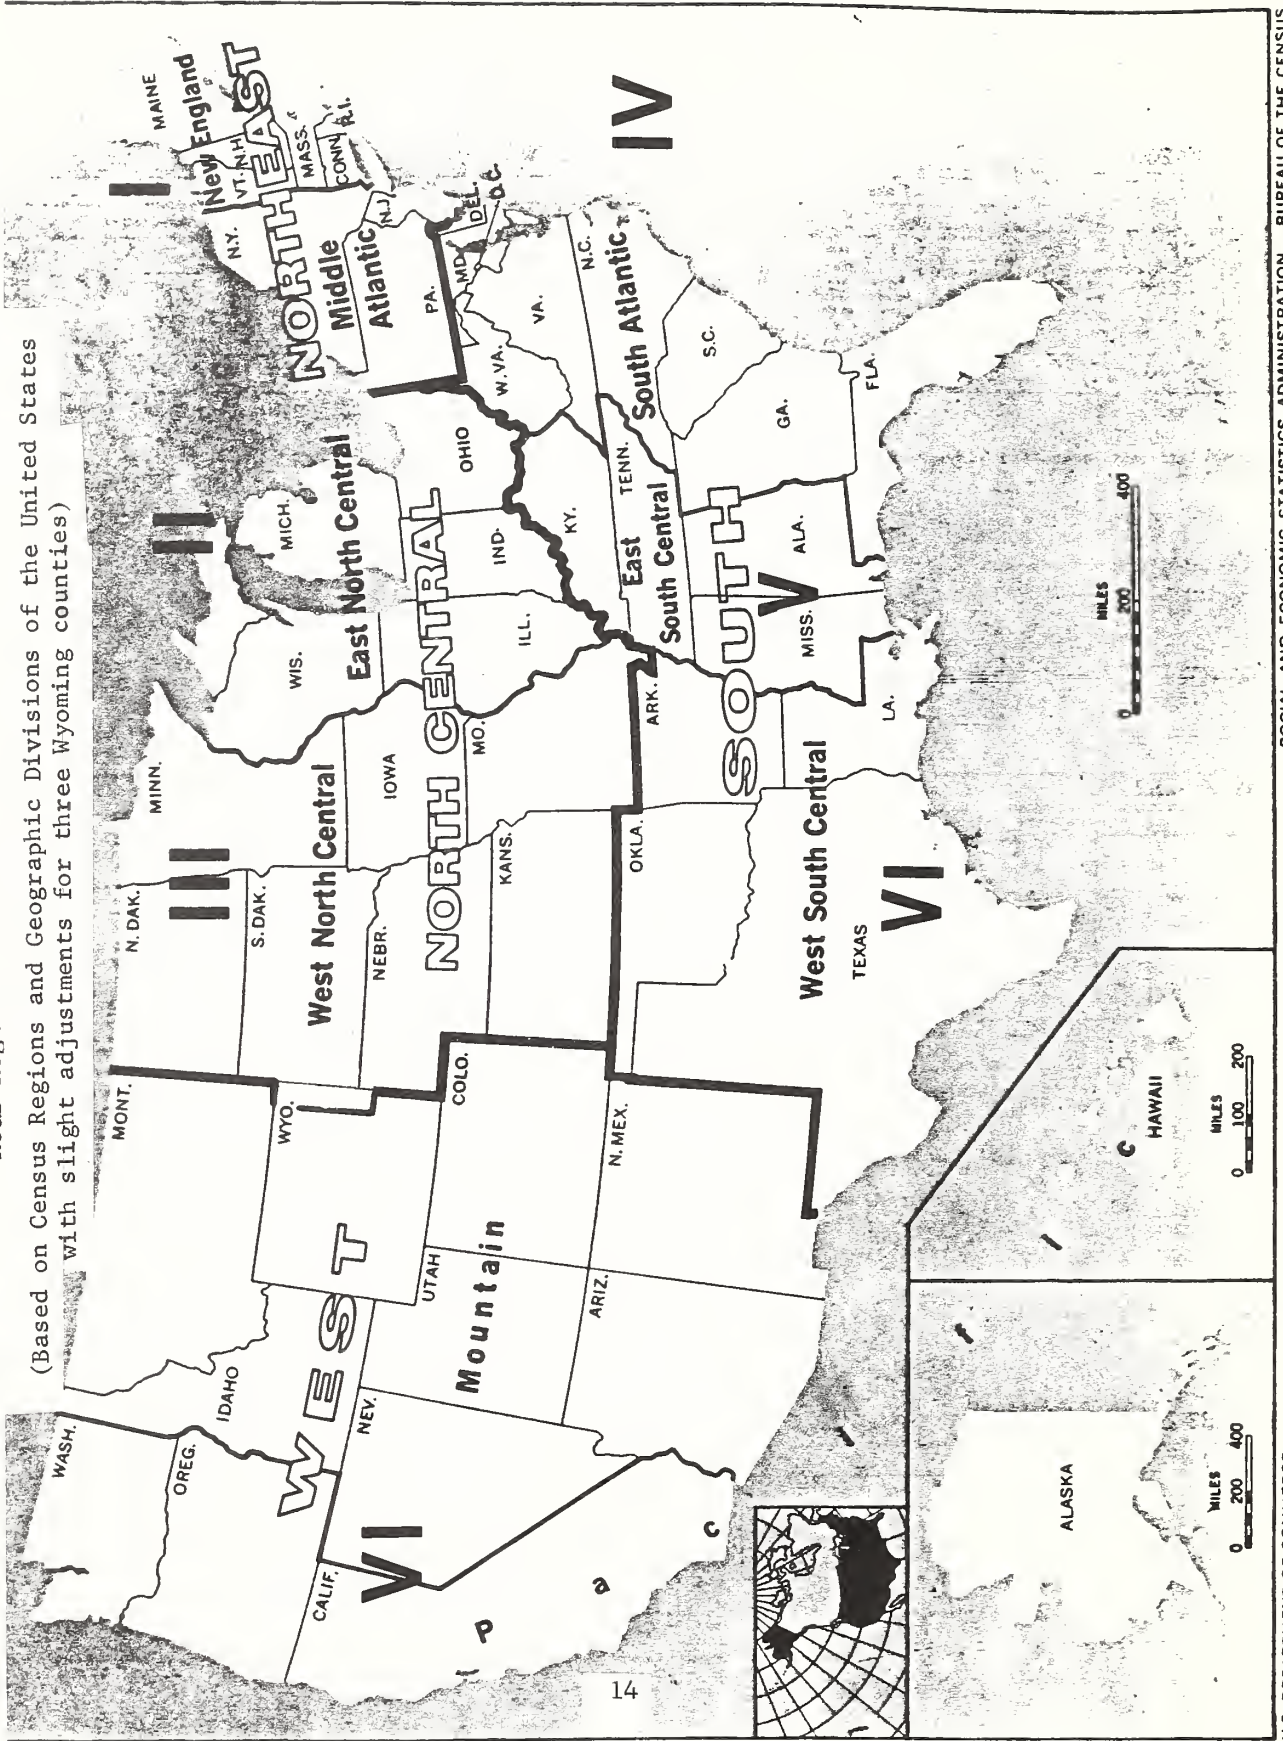 (Based on Census Regions and Geographic Divisions of the United States
with slight adjustments for three Wyoming counties)
I
II
III
IV
V
VI
VI
WEST
NORTH CENTRAL
NORTHEAST
SOUTH
Mountain
West North Central
East North Central
Middle
Atlantic
New England
South Atlantic
East
South Central
West South Central
P
a
c
i
f
i
c
WASH.
OREG.
CALIF.
IDAHO
NEV.
MONT.
WYO.
UTAH
COLO.
ARIZ.
N. MEX.
N. DAK.
S. DAK.
NEBR.
KANS.
MINN.
IOWA
MO.
WIS.
MICH.
ILL.
IND.
OHIO
OKLA.
TEXAS
ARK.
LA.
KY.
TENN.
MISS.
ALA.
MAINE
VT.
N.H.
MASS.
CONN.
R.I.
N.Y.
N.J.
PA.
DEL.
MD.
D.C.
W. VA.
VA.
N.C.
S.C.
GA.
FLA.
MILES
0 200 400
ALASKA
MILES
0 200 400
HAWAII
MILES
0 100 200
ADMINISTRATION BUREAU OF THE CENSUS
14